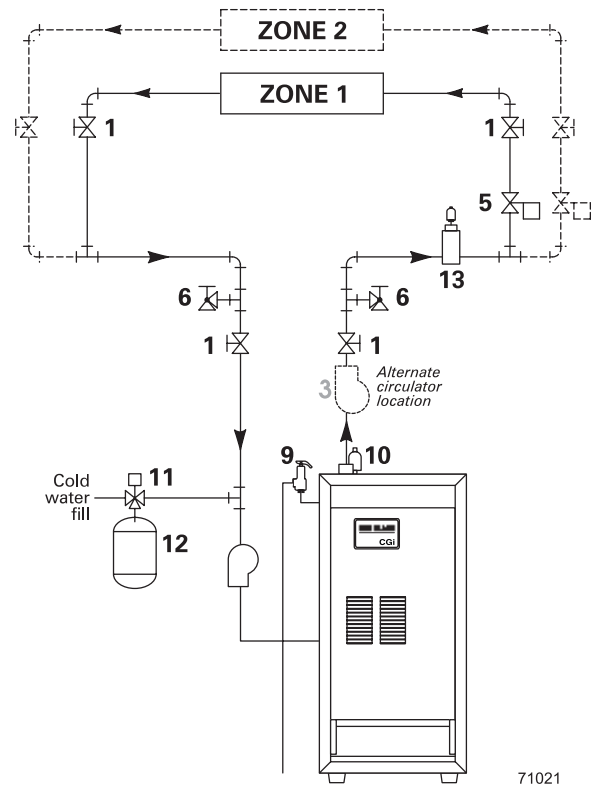 ZONE 2
ZONE 1
1
1
5
13
6
6
1
1
3
Alternate
circulator
location
9
10
11
Cold
water
fill
12
CGi
71021